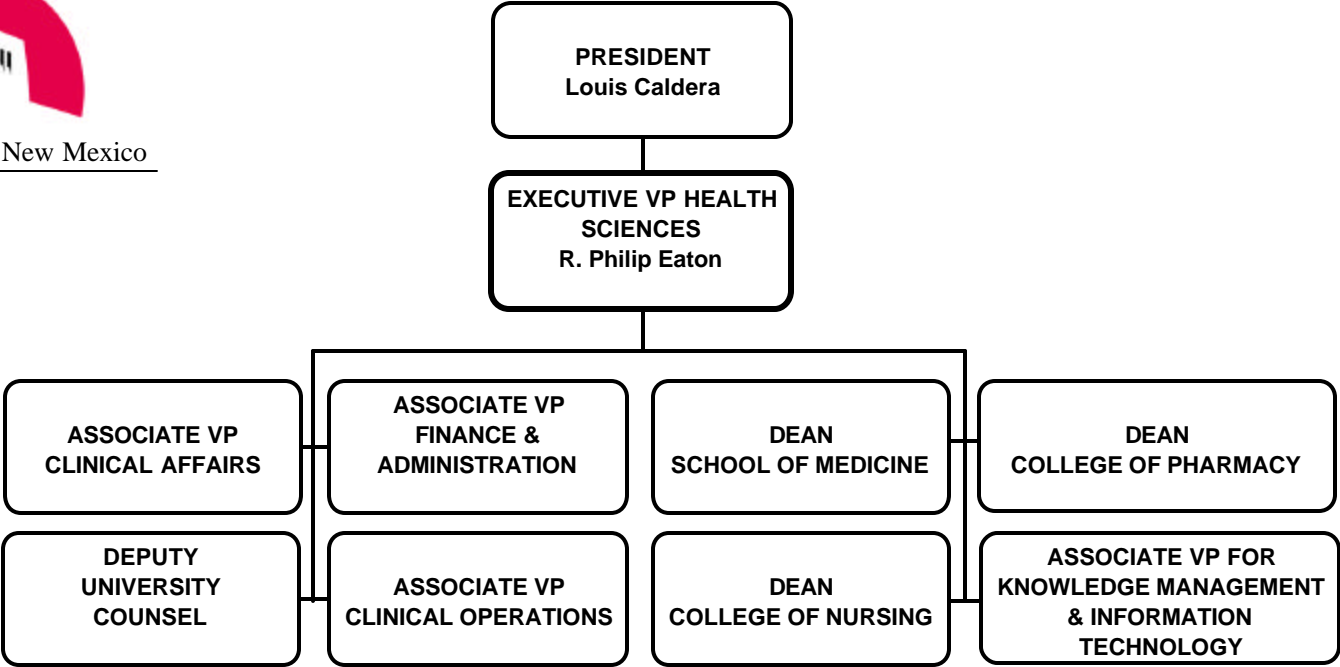 PRESIDENT
Louis Caldera
New Mexico
EXECUTIVE VP HEALTH
SCIENCES
R. Philip Eaton
ASSOCIATE VP
CLINICAL AFFAIRS
ASSOCIATE VP
FINANCE &
ADMINISTRATION
DEAN
SCHOOL OF MEDICINE
DEAN
COLLEGE OF PHARMACY
DEPUTY
UNIVERSITY
COUNSEL
ASSOCIATE VP
CLINICAL OPERATIONS
DEAN
COLLEGE OF NURSING
ASSOCIATE VP FOR
KNOWLEDGE MANAGEMENT
& INFORMATION
TECHNOLOGY